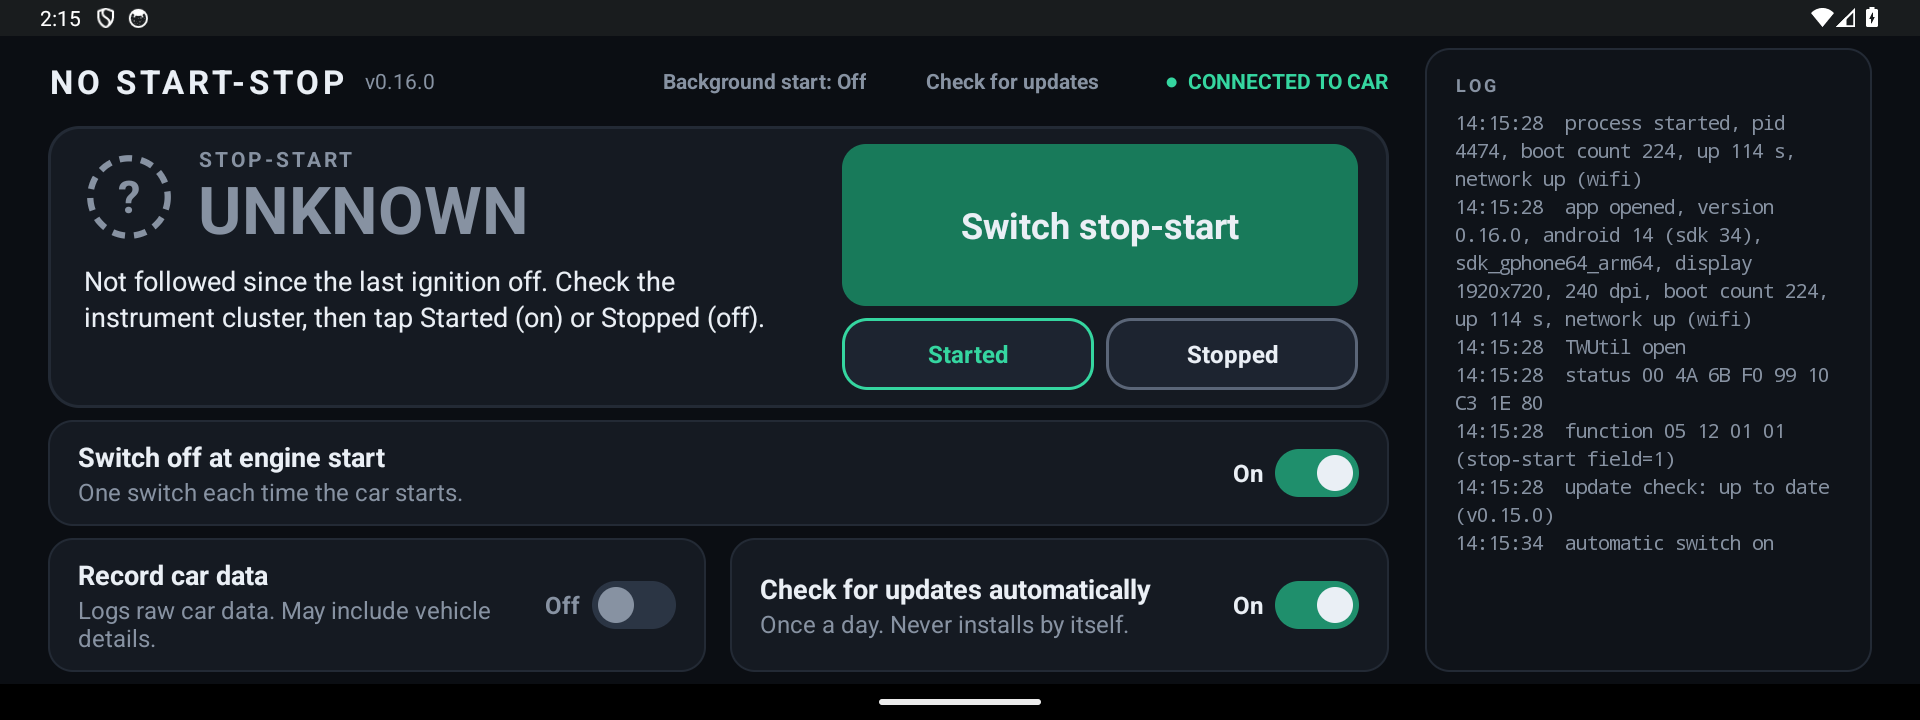 2:15
NO START-STOP v0.16.0
Background start: Off
Check for updates
CONNECTED TO CAR
?
STOP-START
UNKNOWN
Not followed since the last ignition off. Check the
instrument cluster, then tap Started (on) or Stopped (off).
Switch stop-start
Started
Stopped
Switch off at engine start
One switch each time the car starts.
On
Record car data
Logs raw car data. May include vehicle
details.
Off
Check for updates automatically
Once a day. Never installs by itself.
On
LOG
14:15:28 process started, pid
4474, boot count 224, up 114 s,
network up (wifi)
14:15:28 app opened, version
0.16.0, android 14 (sdk 34),
sdk_gphone64_arm64, display
1920x720, 240 dpi, boot count 224,
up 114 s, network up (wifi)
14:15:28 TWUtil open
14:15:28 status 00 4A 6B F0 99 10
C3 1E 80
14:15:28 function 05 12 01 01
(stop-start field=1)
14:15:28 update check: up to date
(v0.15.0)
14:15:34 automatic switch on